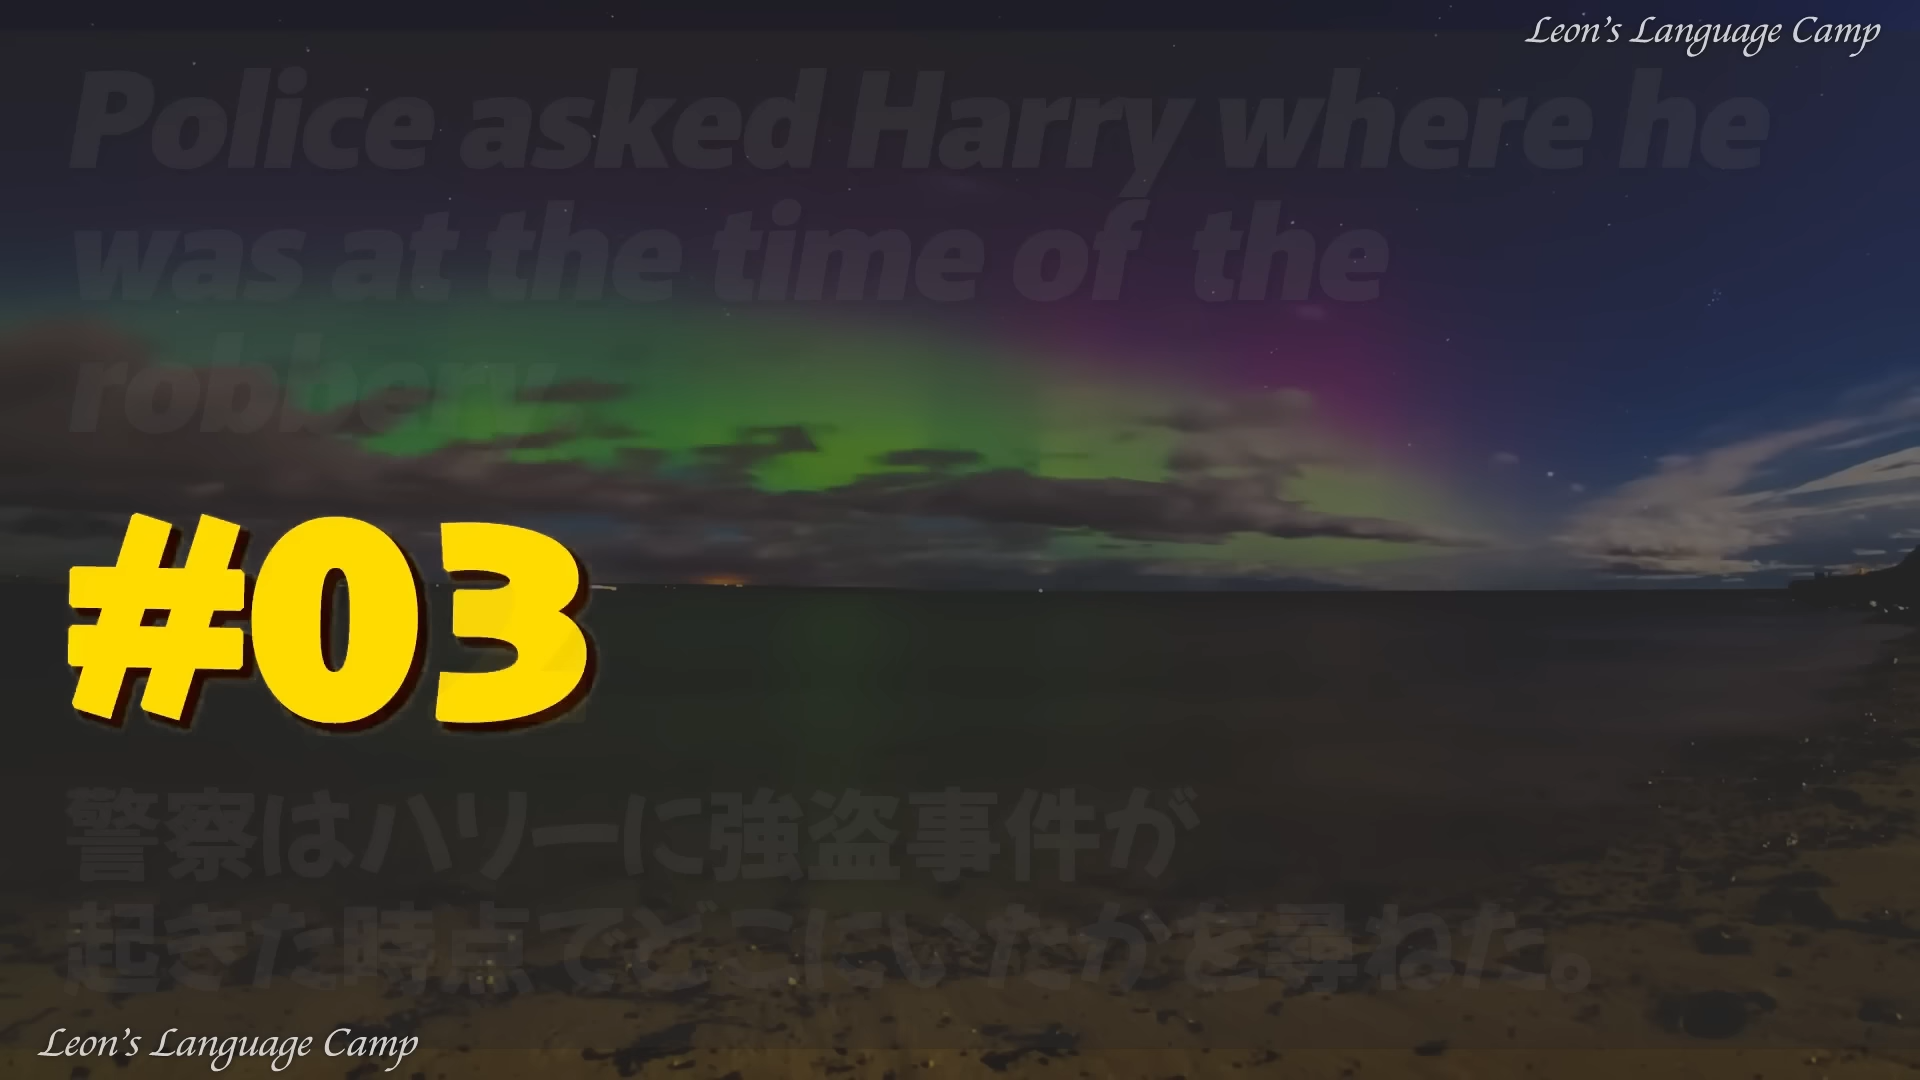 Leon's Language Camp
Police asked Harry where he
was at the time of the
robbery.
#03
警察はハリーに強盗事件が
起きた時点でどこにいたかを尋ねた。
Leon's Language Camp